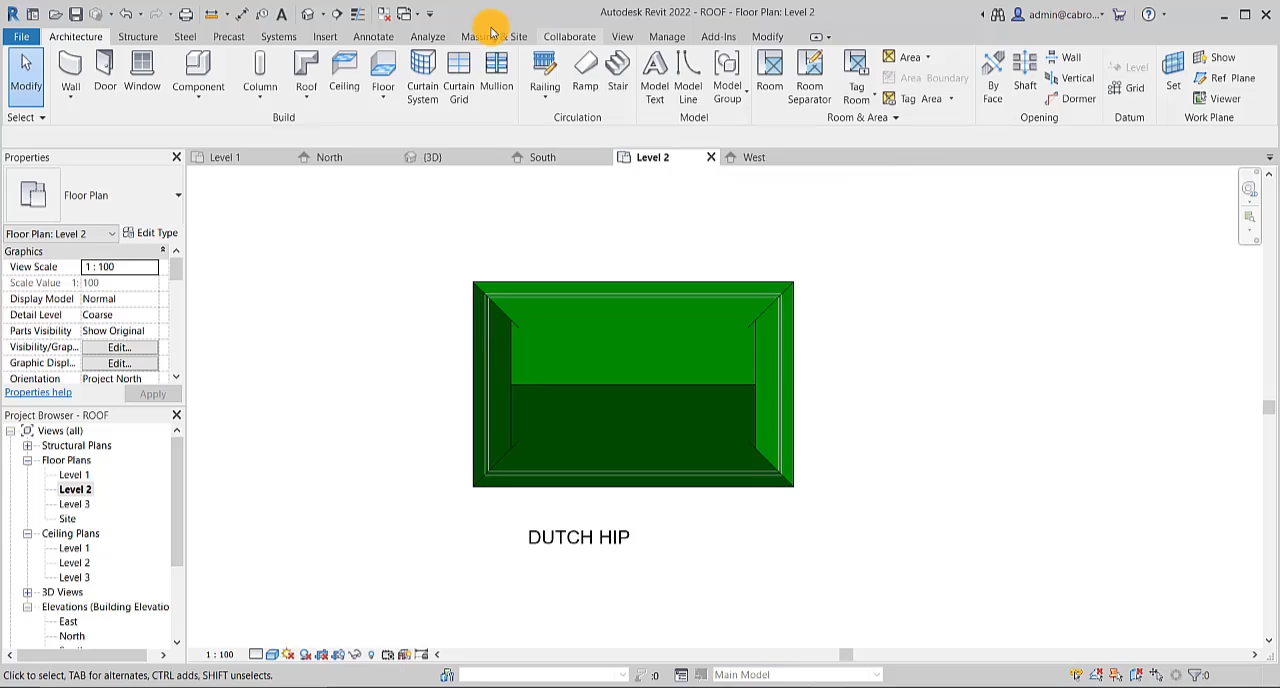 Autodesk Revit 2022 - ROOF - Floor Plan: Level 2
admin@cabro...
File Architecture Structure Steel Precast Systems Insert Annotate Analyze Massing & Site Collaborate View Manage Add-Ins Modify
Modify Wall Door Window Component Column Roof Ceiling Floor Curtain System Curtain Grid Mullion Railing Ramp Stair Model Text Model Line Model Group Room Room Separator Tag Room
Area
Area Boundary
Tag Area
By Face Shaft
Wall
Vertical
Dormer
Level
Grid
Set
Show
Ref Plane
Viewer
Select Build Circulation Model Room & Area Opening Datum Work Plane
Properties
Level 1 North (3D) South Level 2 West
Floor Plan
Floor Plan: Level 2 Edit Type
Graphics
View Scale 1 : 100
Scale Value 1: 100
Display Model Normal
Detail Level Coarse
Parts Visibility Show Original
Visibility/Grap... Edit...
Graphic Displ... Edit...
Orientation Project North
Properties help Apply
Project Browser - ROOF
Views (all)
Structural Plans
Floor Plans
Level 1
Level 2
Level 3
Site
Ceiling Plans
Level 1
Level 2
Level 3
3D Views
Elevations (Building Elevatio
East
North
DUTCH HIP
1 : 100
Click to select, TAB for alternates, CTRL adds, SHIFT unselects.
:0
Main Model
:0